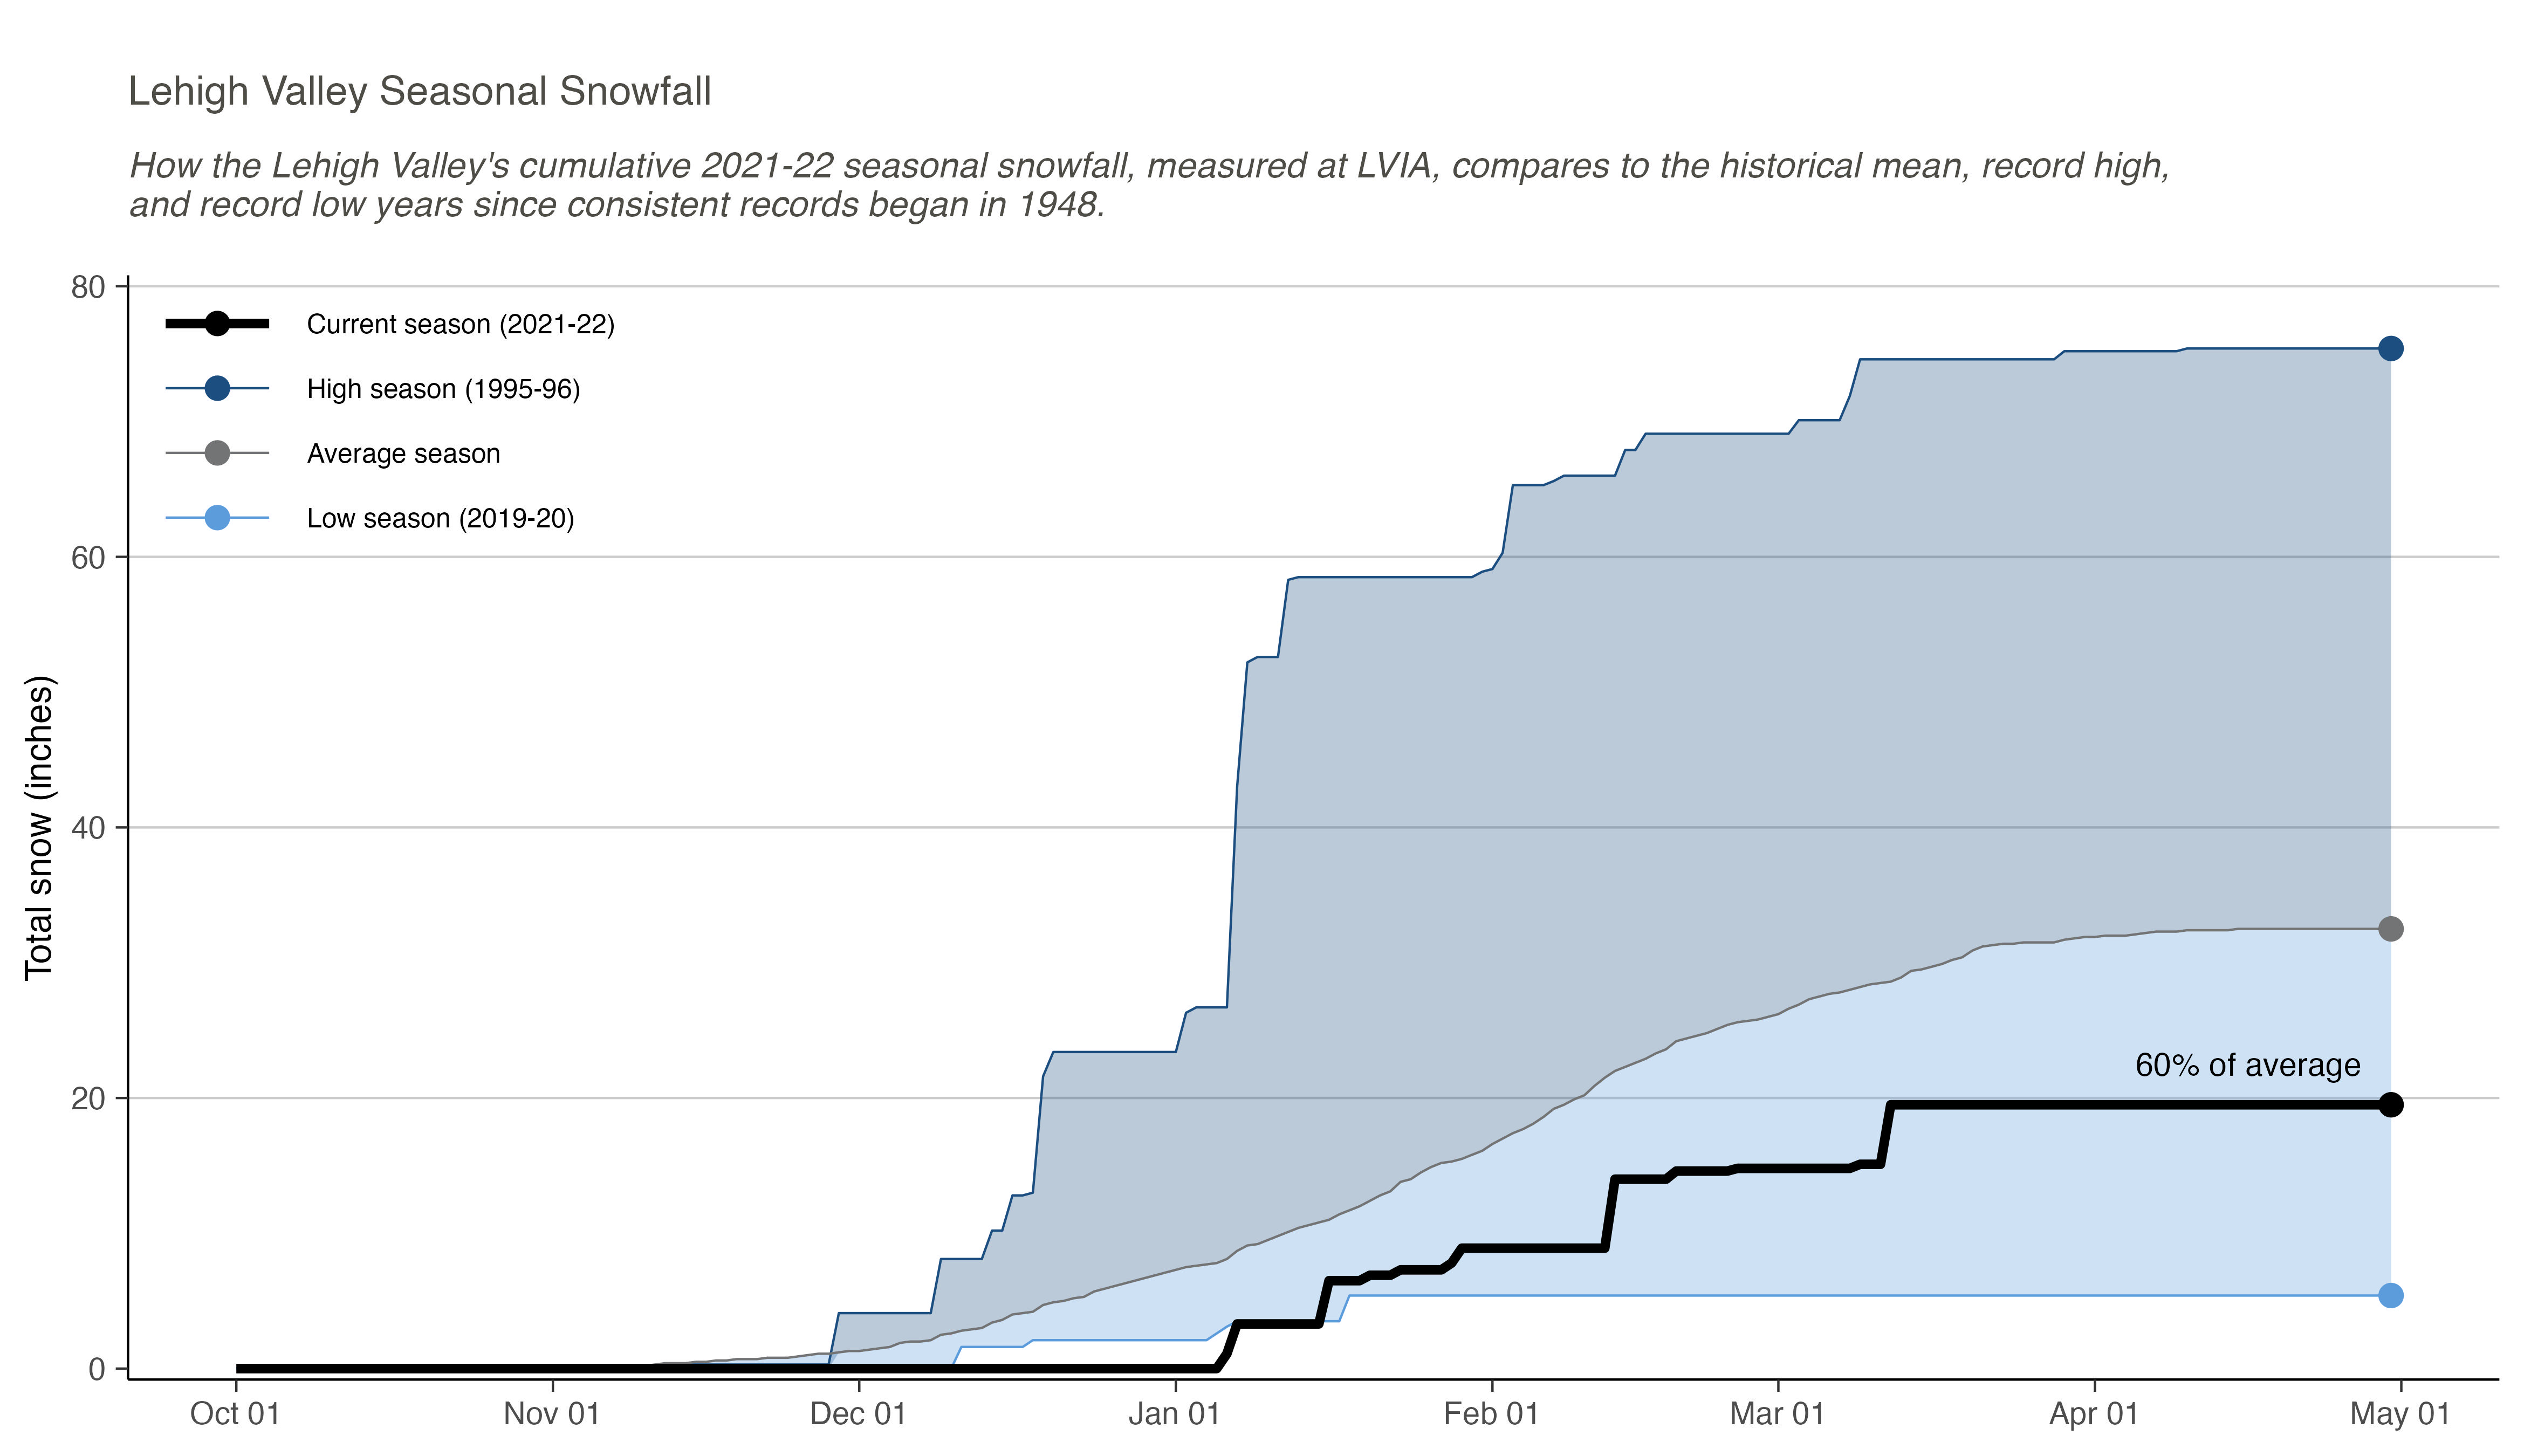 Lehigh Valley Seasonal Snowfall
How the Lehigh Valley's cumulative 2021-22 seasonal snowfall, measured at LVIA, compares to the historical mean, record high,
and record low years since consistent records began in 1948.
Total snow (inches)
80
60
40
20
0
Current season (2021-22)
High season (1995-96)
Average season
Low season (2019-20)
60% of average
Oct 01 Nov 01 Dec 01 Jan 01 Feb 01 Mar 01 Apr 01 May 01